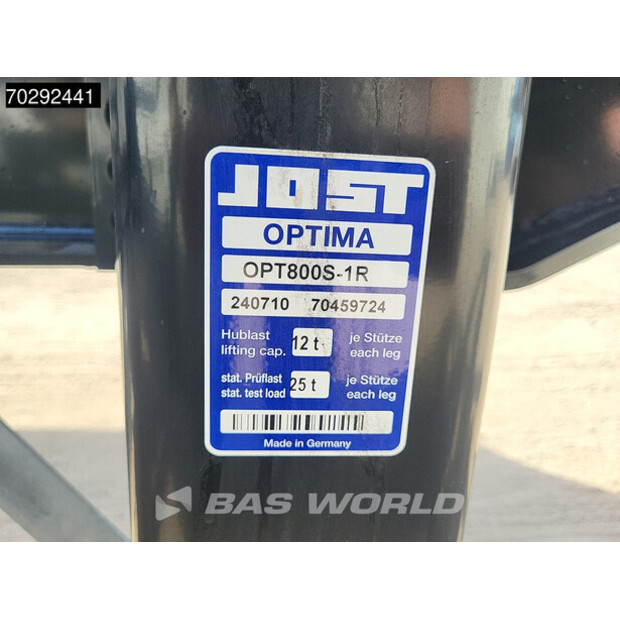 70292441
JOST
OPTIMA
OPT800S-1R
240710 70459724
Hublast je Stütze
lifting cap. 12 t each leg
stat. Prüflast je Stütze
stat. test load 25 t each leg
Made in Germany
BAS WORLD